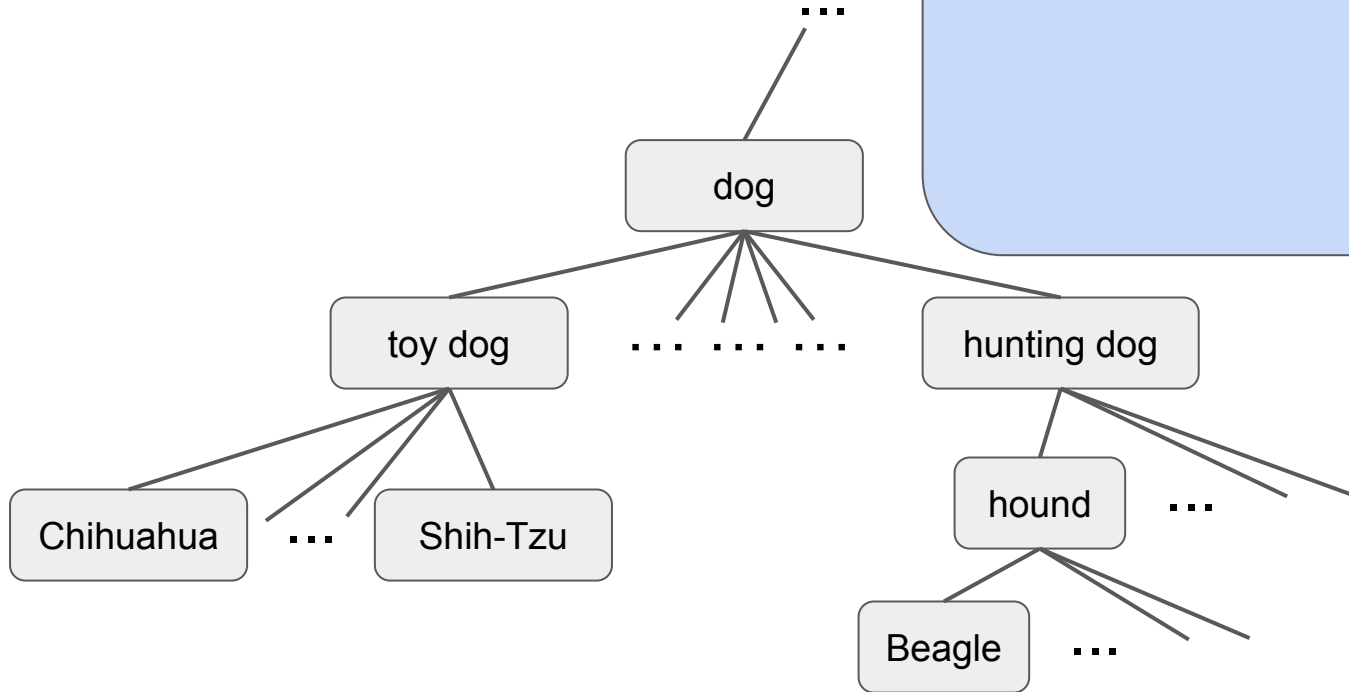 ...
dog
toy dog
... ... ...
hunting dog
Chihuahua
...
Shih-Tzu
hound
...
Beagle
...